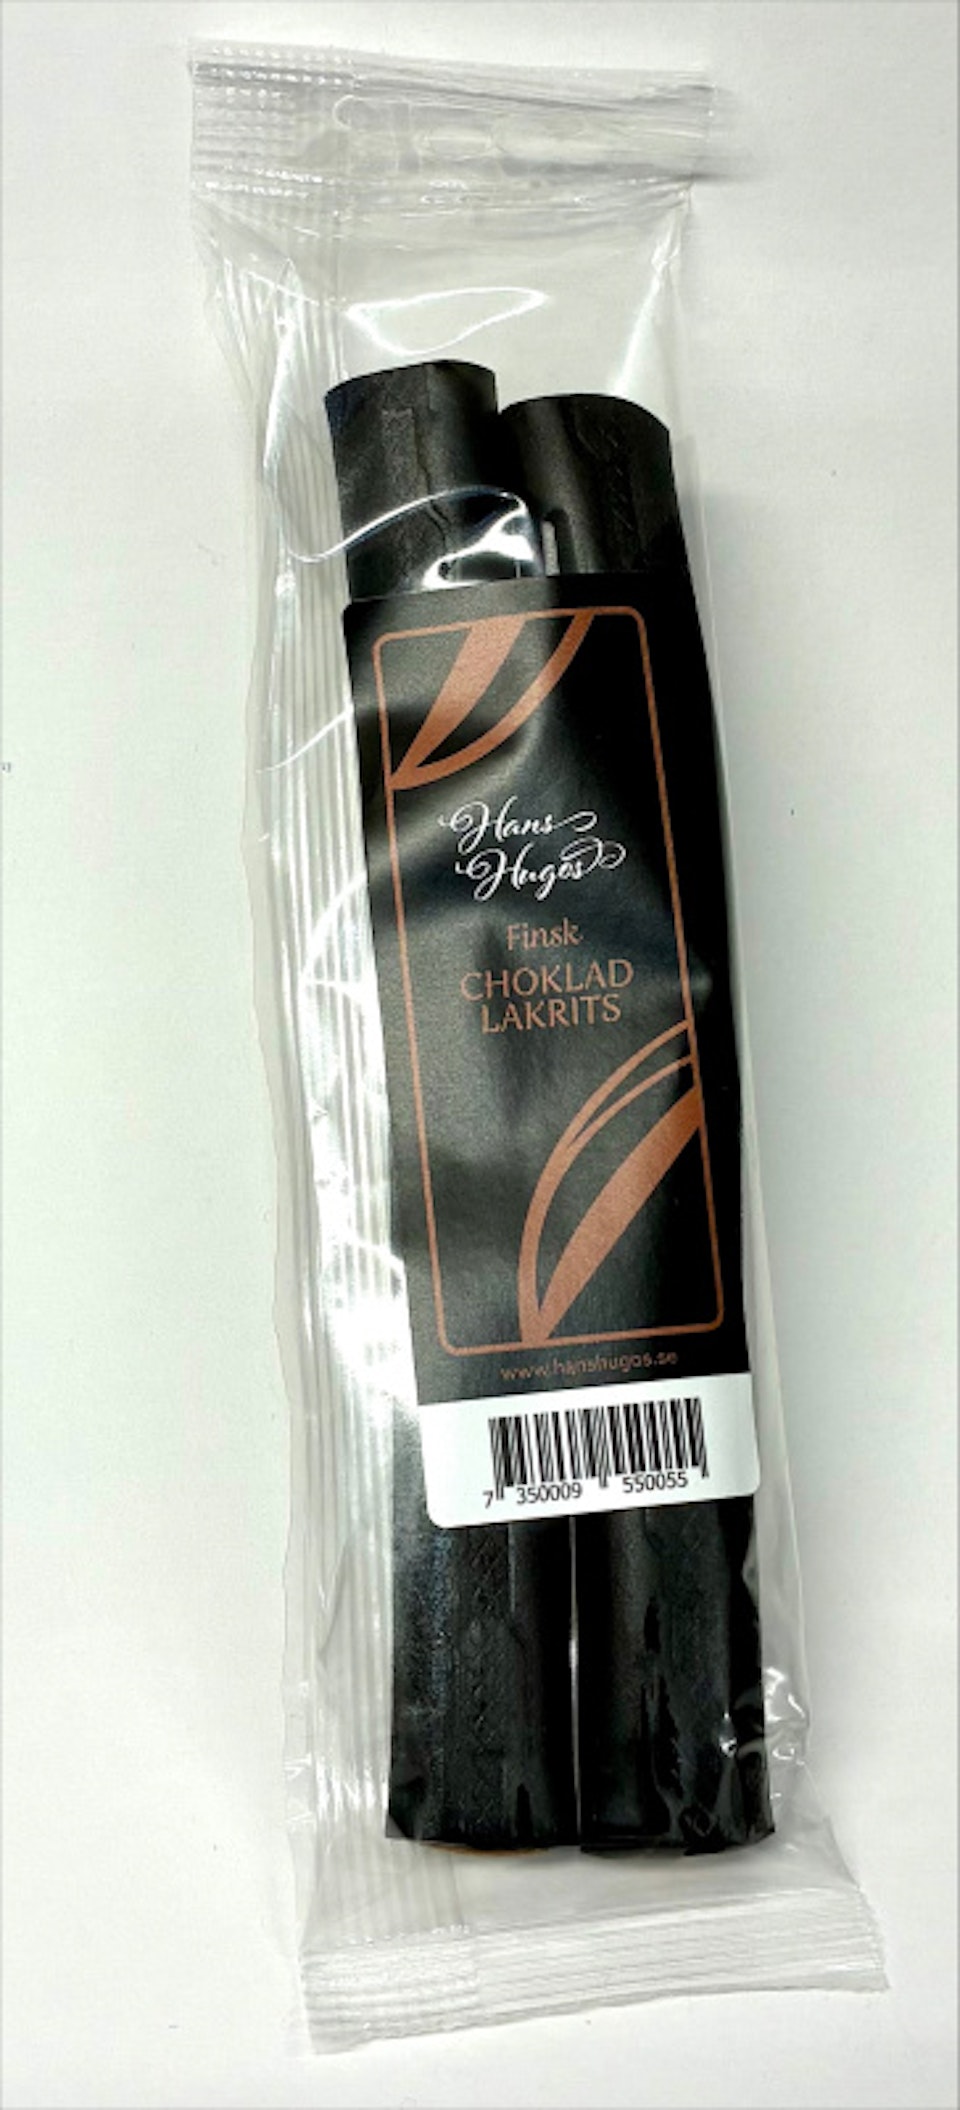 Hans
Hugos
Finsk
CHOKLAD
LAKRITS
www.hanshugos.se
7 350009 550055